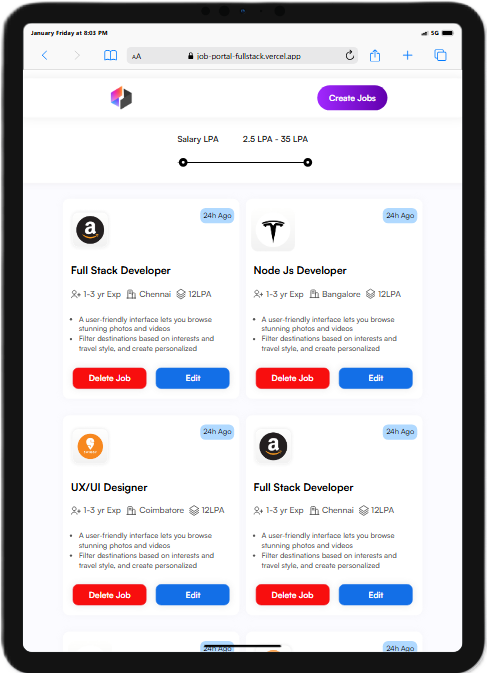 January Friday at 8:03 PM
5G
AA
job-portal-fullstack.vercel.app
Create Jobs
Salary LPA 2.5 LPA - 35 LPA
24h Ago
Full Stack Developer
1-3 yr Exp Chennai 12LPA
A user-friendly interface lets you browse
stunning photos and videos
Filter destinations based on interests and
travel style, and create personalized
Delete Job Edit
24h Ago
Node Js Developer
1-3 yr Exp Bangalore 12LPA
A user-friendly interface lets you browse
stunning photos and videos
Filter destinations based on interests and
travel style, and create personalized
Delete Job Edit
24h Ago
UX/UI Designer
1-3 yr Exp Coimbatore 12LPA
A user-friendly interface lets you browse
stunning photos and videos
Filter destinations based on interests and
travel style, and create personalized
Delete Job Edit
24h Ago
Full Stack Developer
1-3 yr Exp Chennai 12LPA
A user-friendly interface lets you browse
stunning photos and videos
Filter destinations based on interests and
travel style, and create personalized
Delete Job Edit
24h Ago
24h Ago